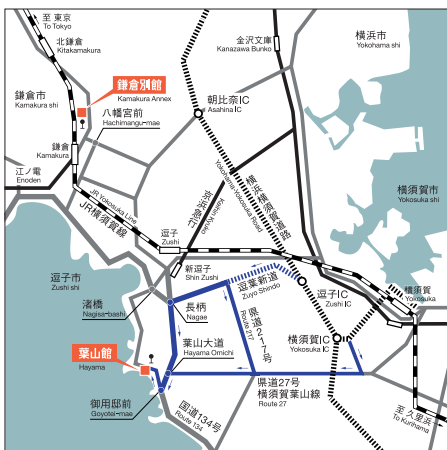 至 東京
To Tokyo
北鎌倉
Kitakamakura
金沢文庫
Kanazawa Bunko
横浜市
Yokohama shi
鎌倉市
Kamakura shi
鎌倉別館
Kamakura Annex
八幡宮前
Hachimangu-mae
朝比奈IC
Asahina IC
鎌倉
Kamakura
江ノ電
Enoden
JR Yokosuka Line
JR横須賀線
京浜急行
Keihin Kyuko
横浜横須賀道路
Yokohama-Yokosuka Road
横須賀市
Yokosuka shi
逗子
Zushi
新逗子
Shin Zushi
逗子市
Zushi shi
渚橋
Nagisa-bashi
長柄
Nagae
逗葉新道
Zuyo Shindo
逗子IC
Zushi IC
横須賀
Yokosuka
県道217号
Route 217
葉山大道
Hayama Omichi
横須賀IC
Yokosuka IC
葉山館
Hayama
御用邸前
Goyotei-mae
国道134号
Route 134
県道27号
横須賀葉山線
Route 27
至 久里浜
To Kurihama